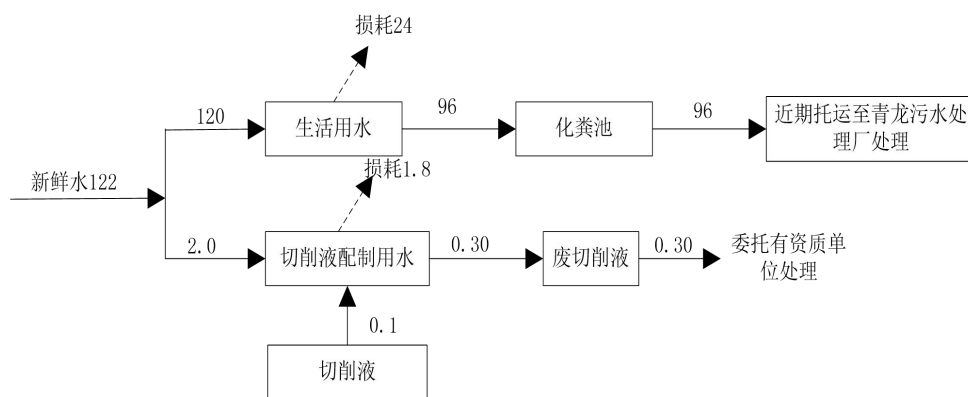 损耗24
120
生活用水
96
化粪池
96
近期托运至青龙污水处
理厂处理
新鲜水122
损耗1.8
2.0
切削液配制用水
0.30
废切削液
0.30
委托有资质单
位处理
0.1
切削液